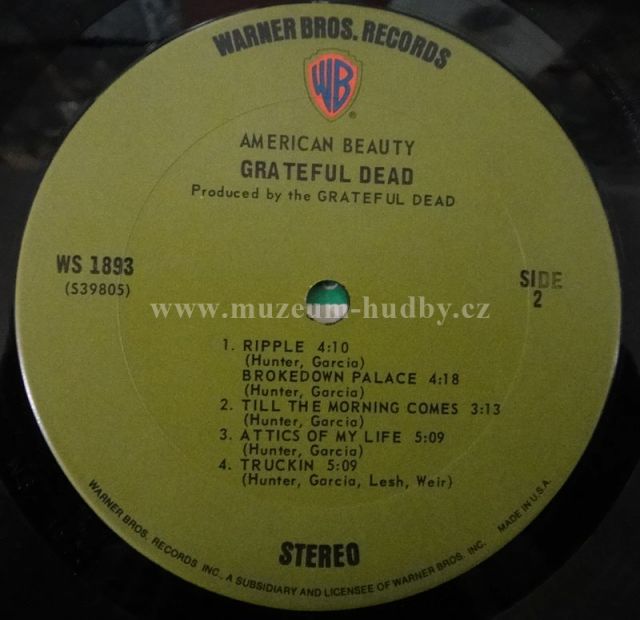 WARNER BROS. RECORDS
WB
®
AMERICAN BEAUTY
GRATEFUL DEAD
Produced by the GRATEFUL DEAD
WS 1893
(S39805)
SIDE
2
www.muzeum-hudby.cz
1. RIPPLE 4:10
(Hunter, Garcia)
BROKEDOWN PALACE 4:18
(Hunter, Garcia)
2. TILL THE MORNING COMES 3:13
(Hunter, Garcia)
3. ATTICS OF MY LIFE 5:09
(Hunter, Garcia)
4. TRUCKIN 5:09
(Hunter, Garcia, Lesh, Weir)
STEREO
WARNER BROS. RECORDS INC., A SUBSIDIARY AND LICENSEE OF WARNER BROS. INC. MADE IN U.S.A.